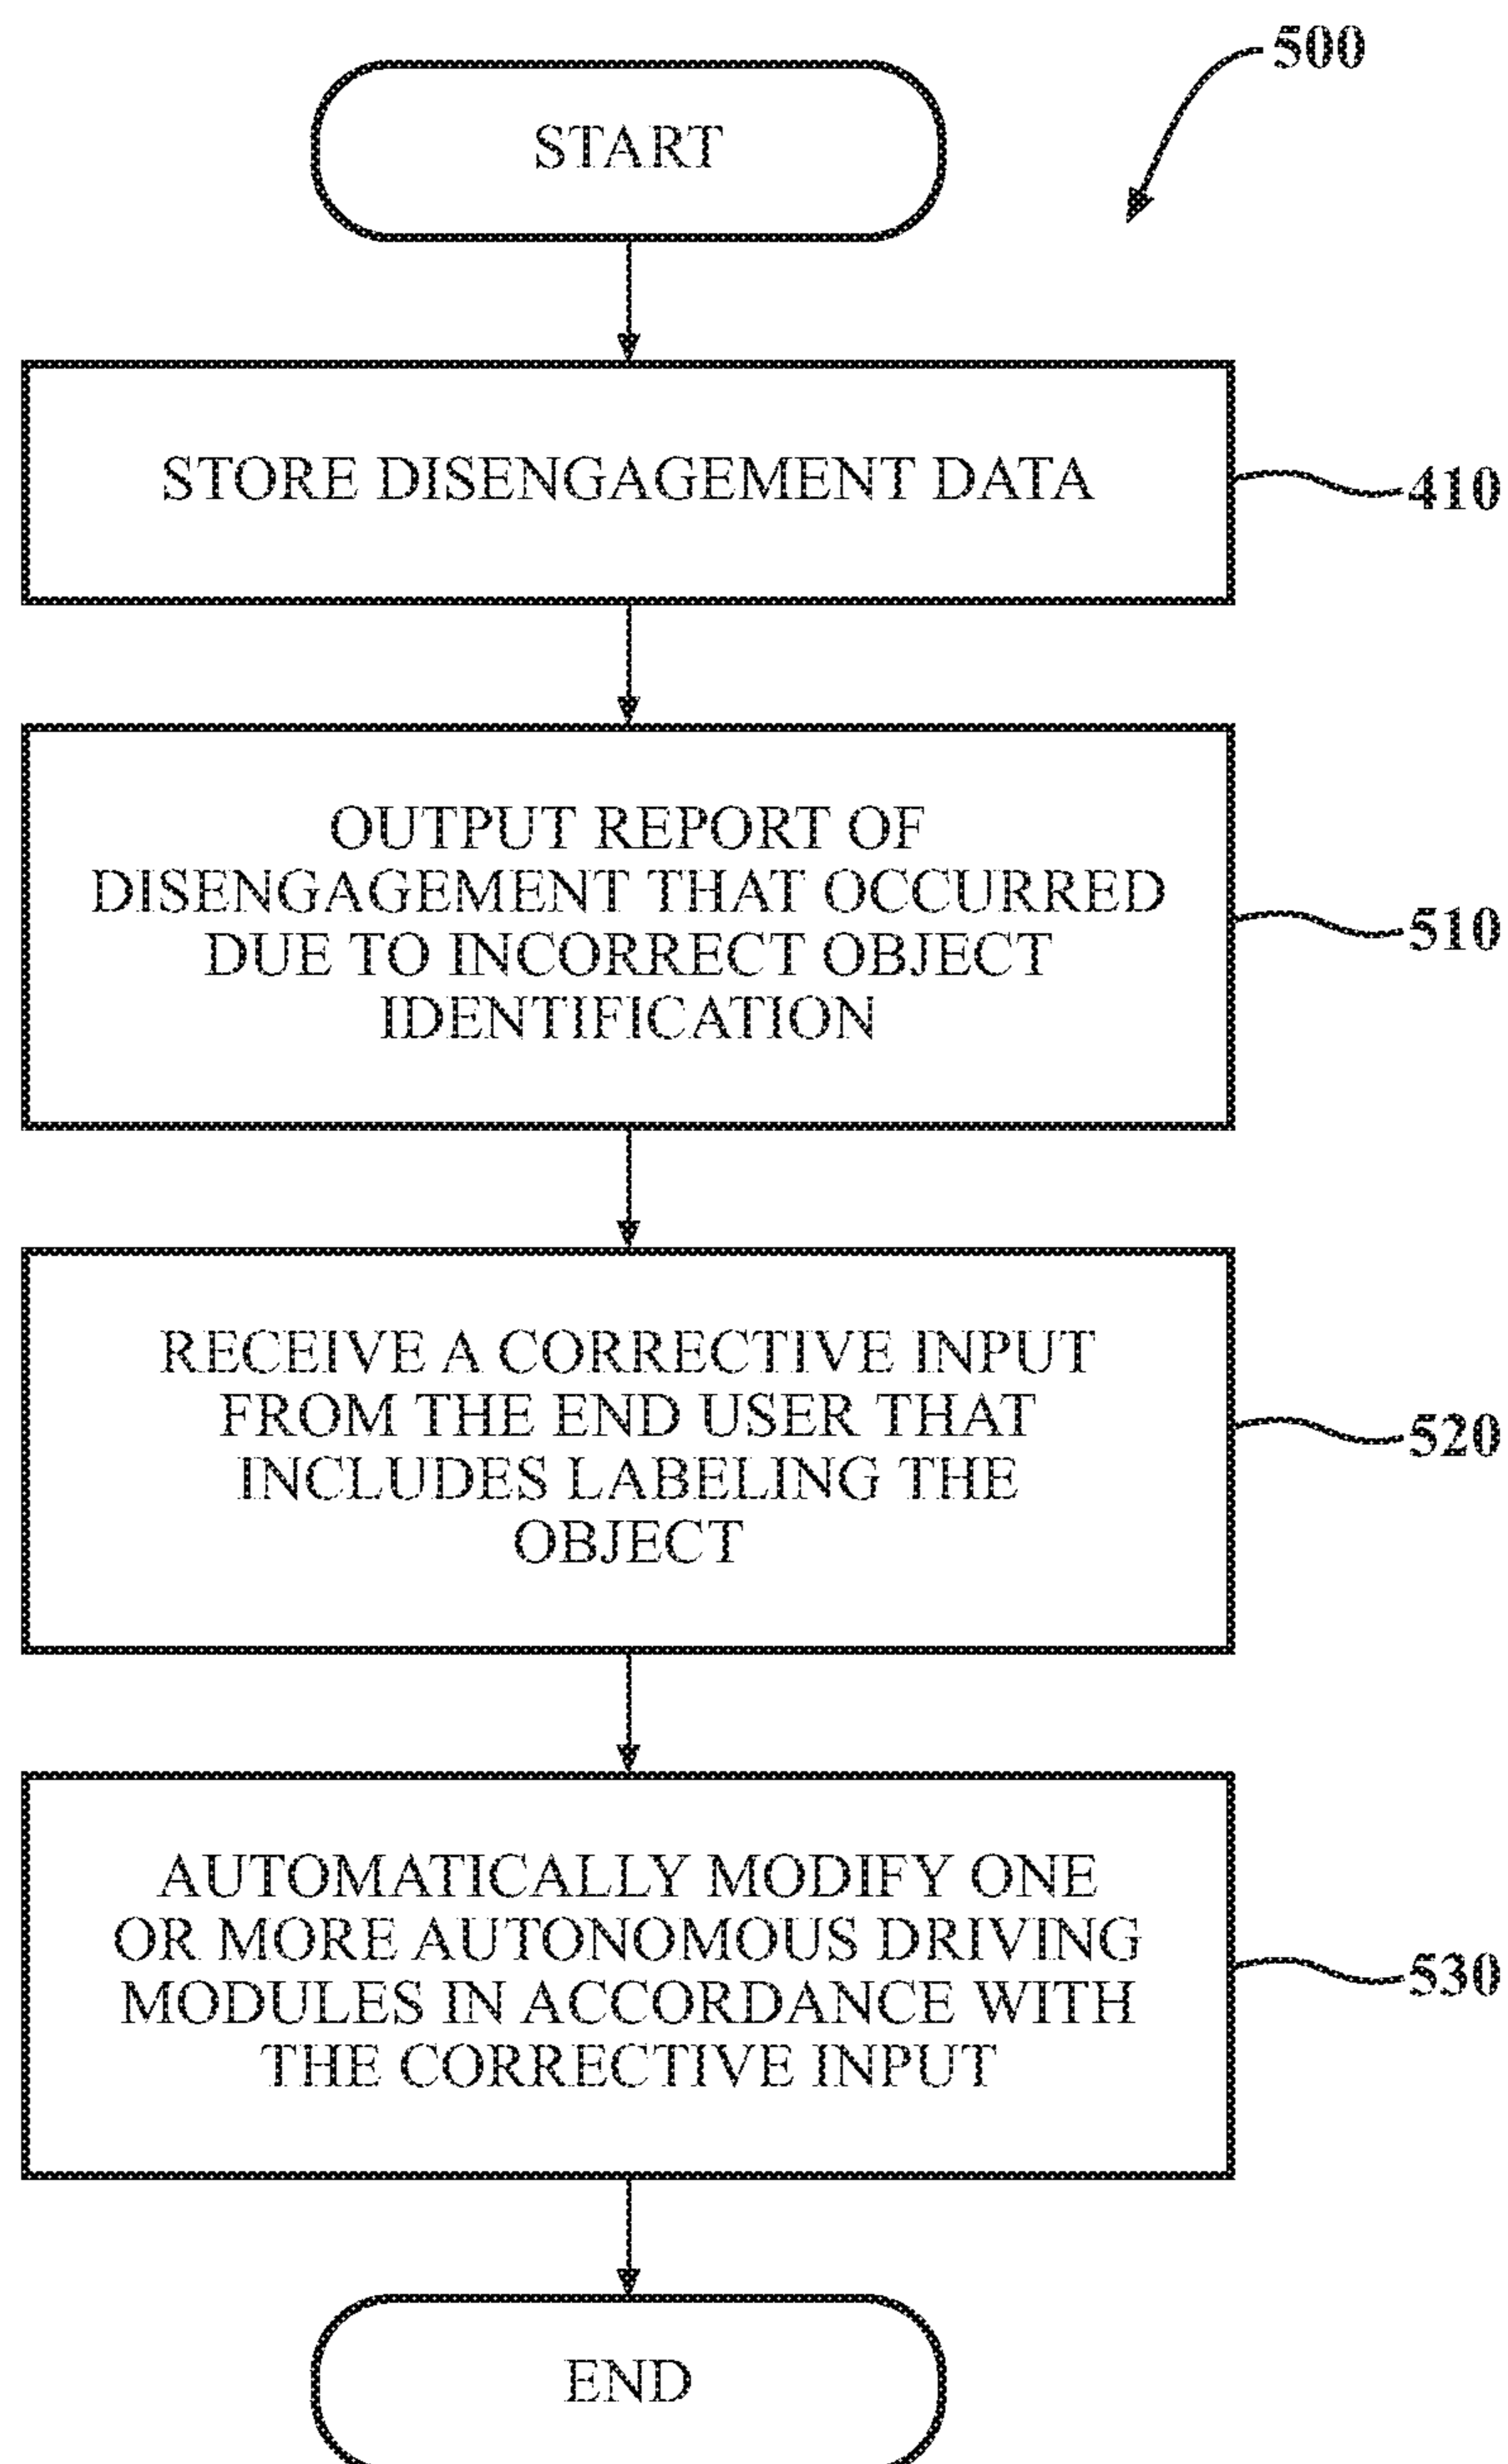 500
START
STORE DISENGAGEMENT DATA
410
OUTPUT REPORT OF
DISENGAGEMENT THAT OCCURRED
DUE TO INCORRECT OBJECT
IDENTIFICATION
510
RECEIVE A CORRECTIVE INPUT
FROM THE END USER THAT
INCLUDES LABELING THE
OBJECT
520
AUTOMATICALLY MODIFY ONE
OR MORE AUTONOMOUS DRIVING
MODULES IN ACCORDANCE WITH
THE CORRECTIVE INPUT
530
END